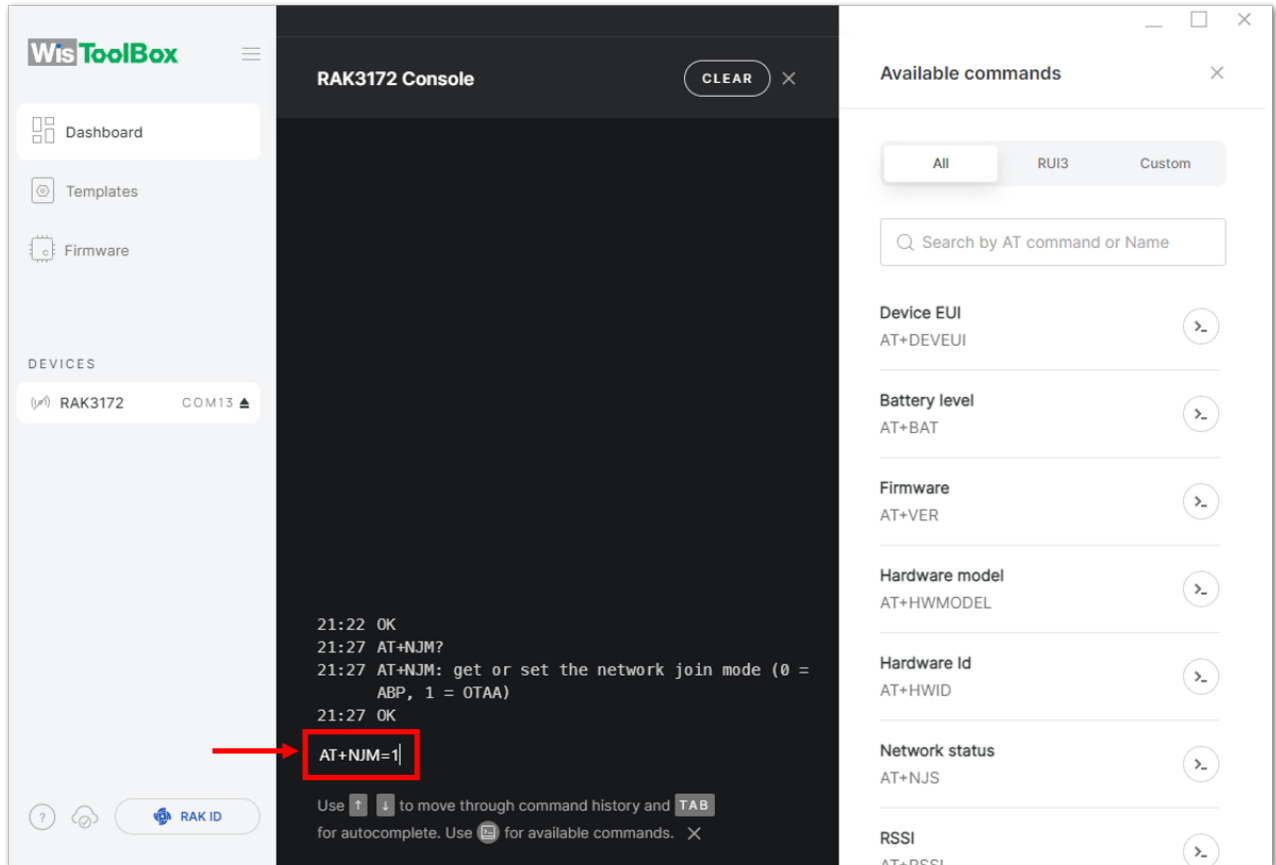 WisToolBox
Dashboard
Templates
Firmware
DEVICES
RAK3172 COM13
? RAK ID
RAK3172 Console CLEAR
21:22 OK
21:27 AT+NJM?
21:27 AT+NJM: get or set the network join mode (0 =
ABP, 1 = OTAA)
21:27 OK
AT+NJM=1
Use ↑ ↓ to move through command history and TAB
for autocomplete. Use for available commands.
Available commands
All RUI3 Custom
Search by AT command or Name
Device EUI
AT+DEVEUI
Battery level
AT+BAT
Firmware
AT+VER
Hardware model
AT+HWMODEL
Hardware Id
AT+HWID
Network status
AT+NJS
RSSI
AT+RSSI